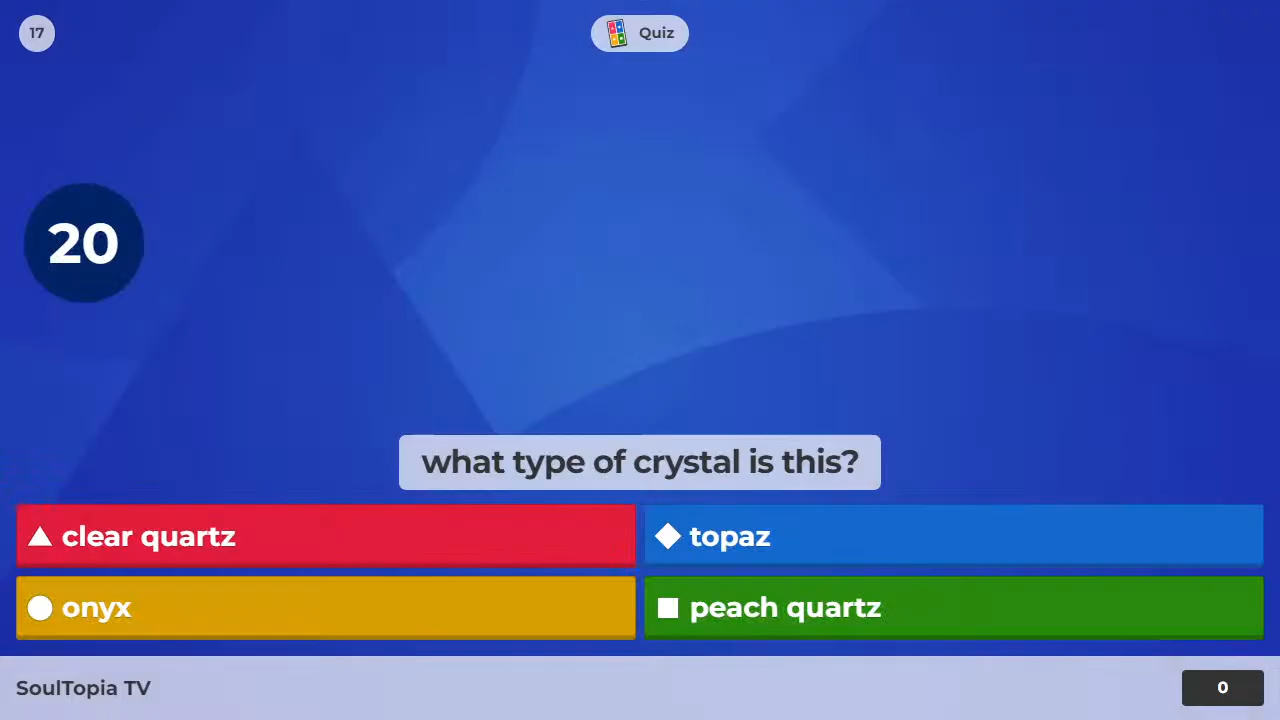 17
Quiz
20
what type of crystal is this?
clear quartz
topaz
onyx
peach quartz
SoulTopia TV
0